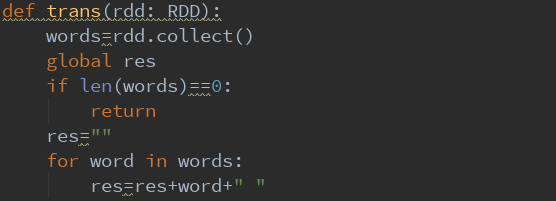 def trans(rdd: RDD):
    words=rdd.collect()
    global res
    if len(words)==0:
        return
    res=""
    for word in words:
        res=res+word+" "